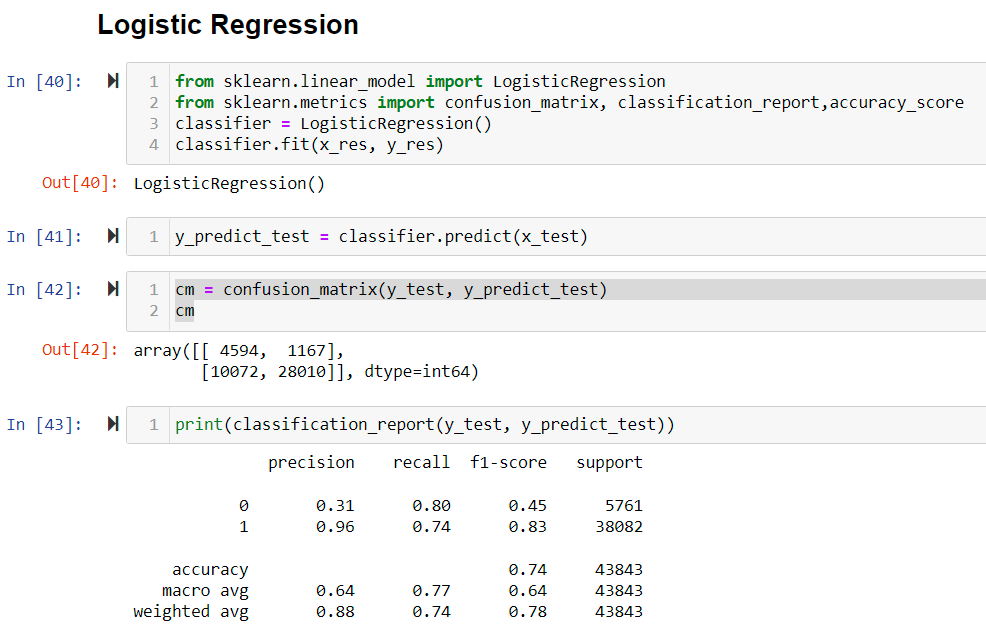 Logistic Regression
In [40]: 1 from sklearn.linear_model import LogisticRegression
2 from sklearn.metrics import confusion_matrix, classification_report,accuracy_score
3 classifier = LogisticRegression()
4 classifier.fit(x_res, y_res)
Out[40]: LogisticRegression()
In [41]: 1 y_predict_test = classifier.predict(x_test)
In [42]: 1 cm = confusion_matrix(y_test, y_predict_test)
2 cm
Out[42]: array([[ 4594,  1167],
[10072, 28010]], dtype=int64)
In [43]: 1 print(classification_report(y_test, y_predict_test))
precision recall f1-score support
0 0.31 0.80 0.45 5761
1 0.96 0.74 0.83 38082
accuracy 0.74 43843
macro avg 0.64 0.77 0.64 43843
weighted avg 0.88 0.74 0.78 43843